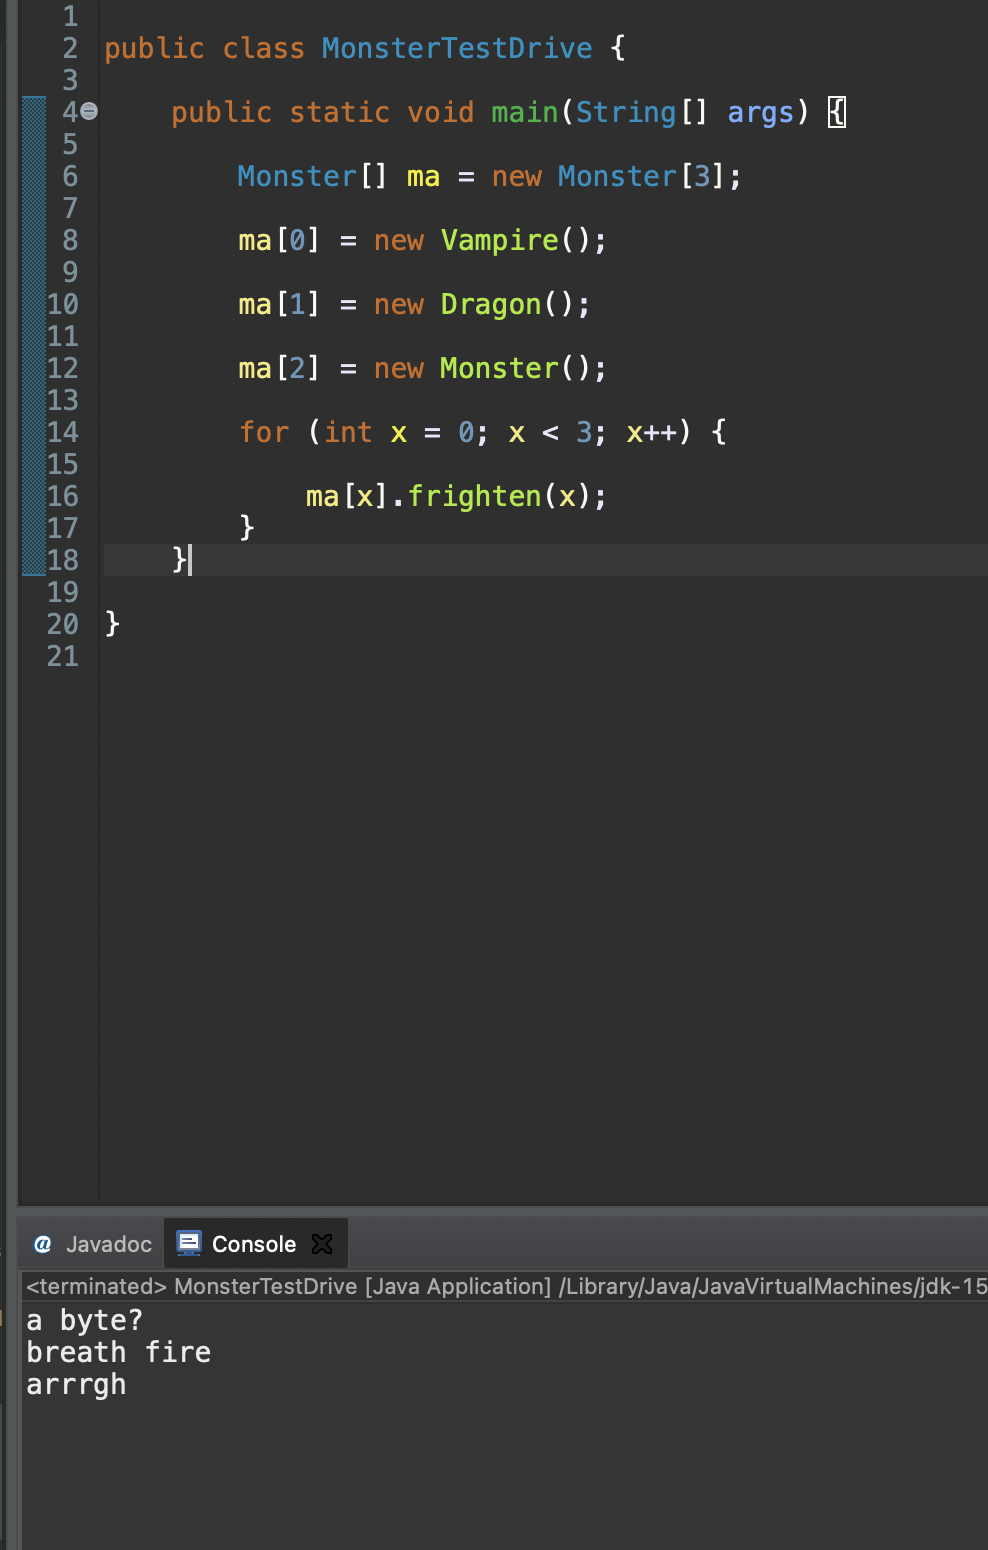 1
2 public class MonsterTestDrive {
3
4 public static void main(String[] args) {
5
6 Monster[] ma = new Monster[3];
7
8 ma[0] = new Vampire();
9
10 ma[1] = new Dragon();
11
12 ma[2] = new Monster();
13
14 for (int x = 0; x < 3; x++) {
15
16 ma[x].frighten(x);
17 }
18 }
19
20 }
21
@ Javadoc Console
<terminated> MonsterTestDrive [Java Application] /Library/Java/JavaVirtualMachines/jdk-15
a byte?
breath fire
arrrgh